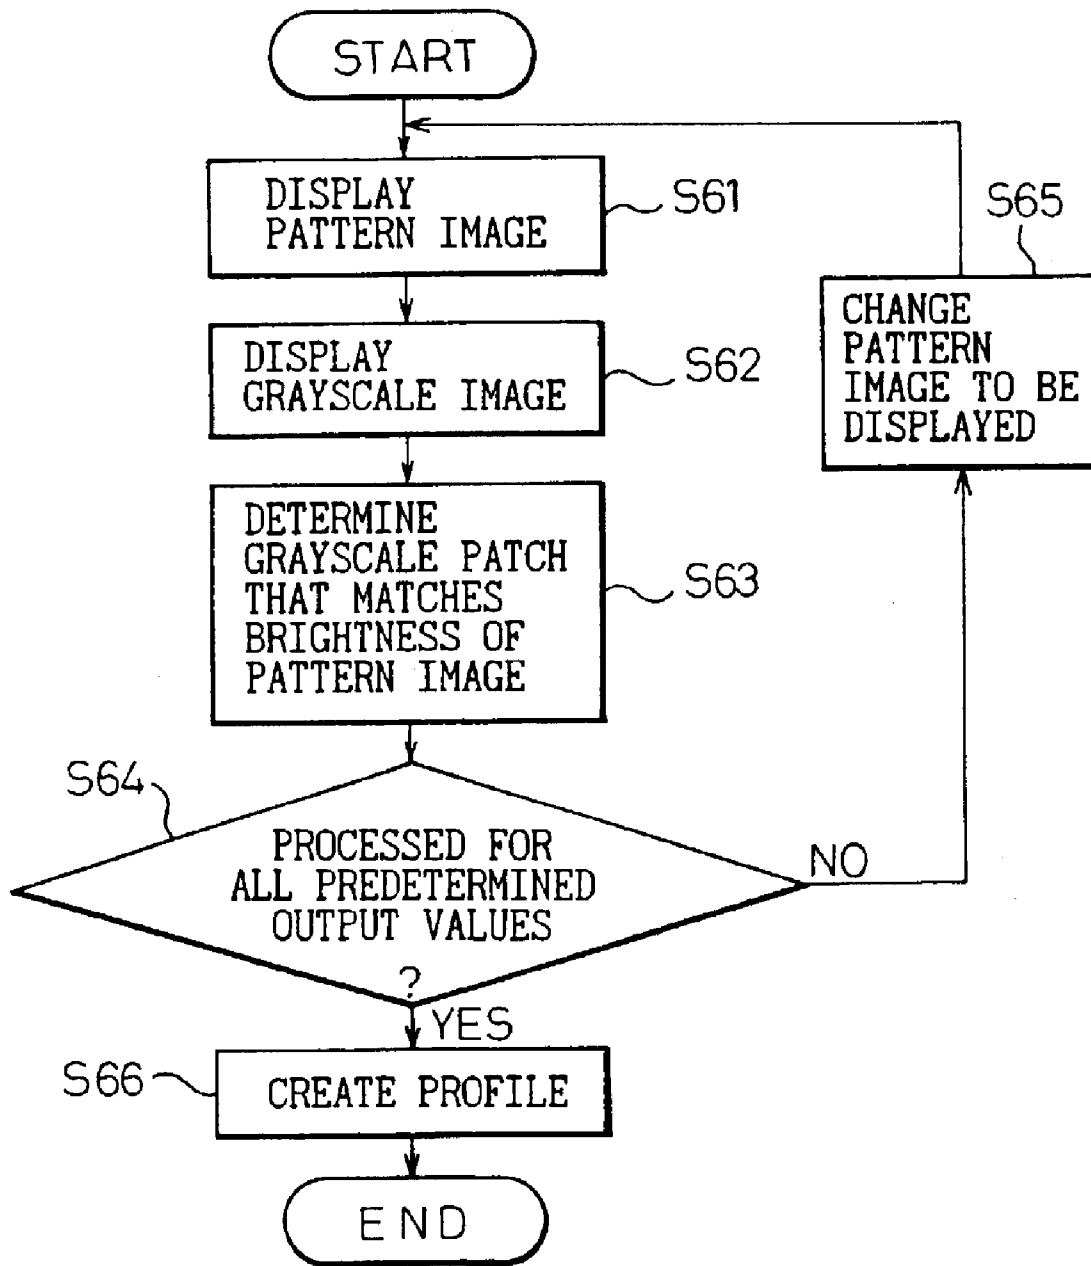 START
DISPLAY
PATTERN IMAGE
S61
DISPLAY
GRAYSCALE IMAGE
S62
DETERMINE
GRAYSCALE PATCH
THAT MATCHES
BRIGHTNESS OF
PATTERN IMAGE
S63
S64
PROCESSED FOR
ALL PREDETERMINED
OUTPUT VALUES
?
NO
S65
CHANGE
PATTERN
IMAGE TO BE
DISPLAYED
YES
S66
CREATE PROFILE
END